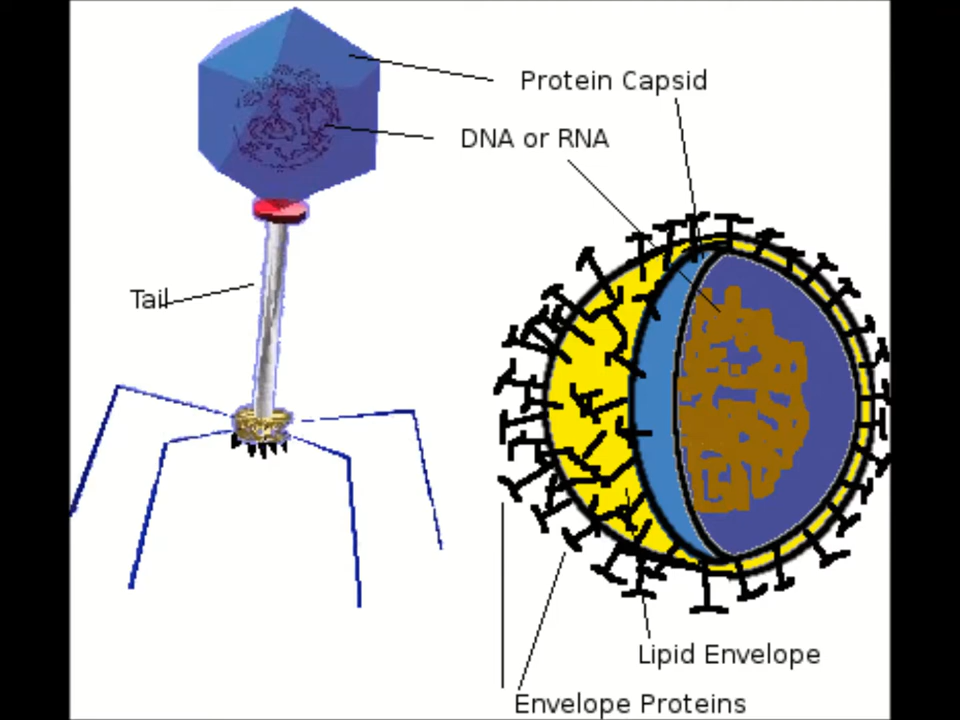 Protein Capsid
DNA or RNA
Tail
Lipid Envelope
Envelope Proteins